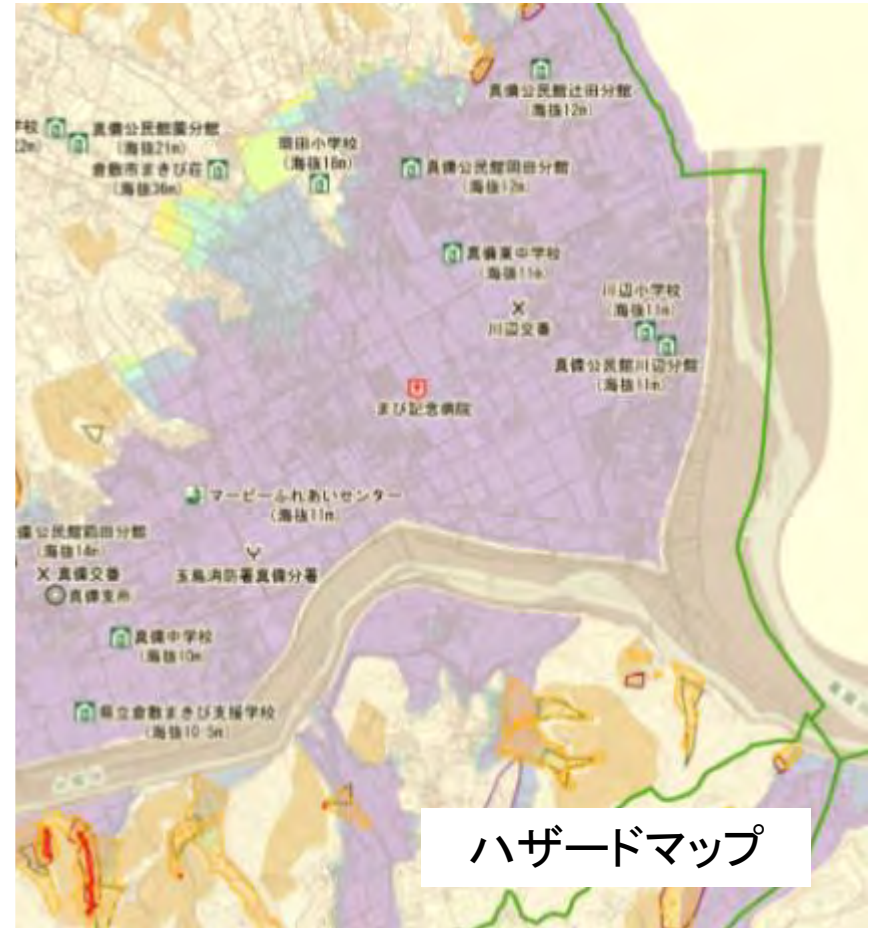 真備公民館辻田分館
(海抜12m)
真備公民館薗分館
(海抜21m)
倉敷市まきび荘
(海抜36m)
岡田小学校
(海抜18m)
真備公民館岡田分館
(海抜12m)
真備東中学校
(海抜11m)
川辺交番
川辺小学校
(海抜11m)
真備公民館川辺分館
(海抜11m)
まび記念病院
マービーふれあいセンター
(海抜11m)
備公民館箭田分館
(海抜14m)
真備交番
真備支所
玉島消防署真備分署
真備中学校
(海抜10m)
県立倉敷まきび支援学校
(海抜10.5m)
ハザードマップ